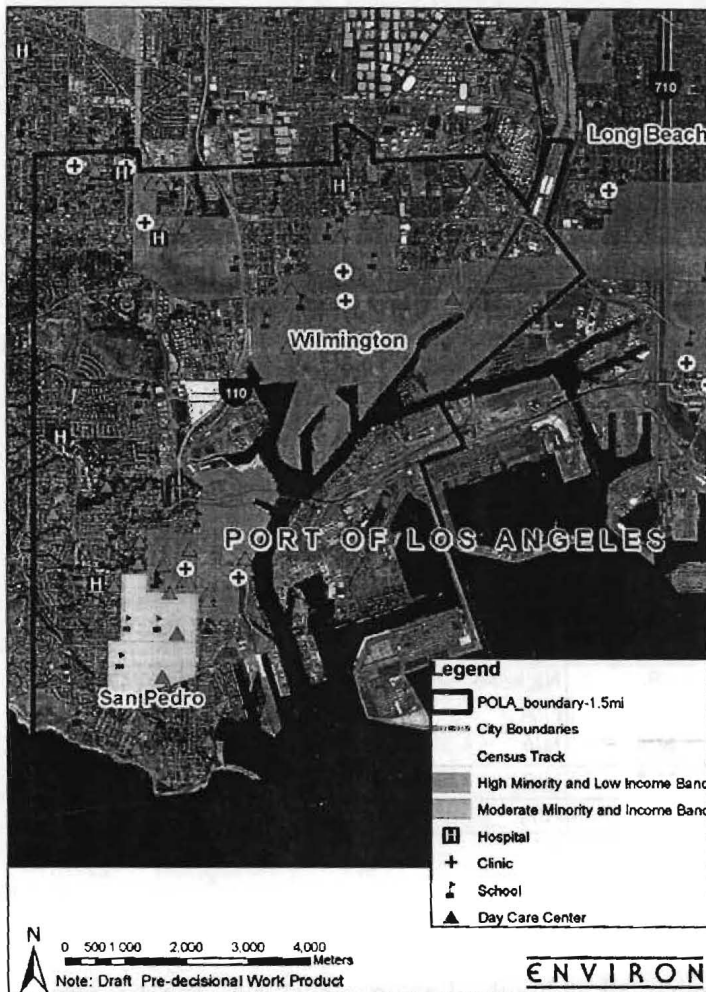 710
Long Beach
H
H
H
H
Wilmington
110
H
PORT OF LOS ANGELES
H
San Pedro
Legend
POLA_boundary-1.5mi
City Boundaries
Census Track
High Minority and Low Income Band
Moderate Minority and Income Band
H Hospital
Clinic
School
Day Care Center
N
0 500 1 000 2,000 3,000 4,000
Meters
Note: Draft Pre-decisional Work Product
ENVIRON